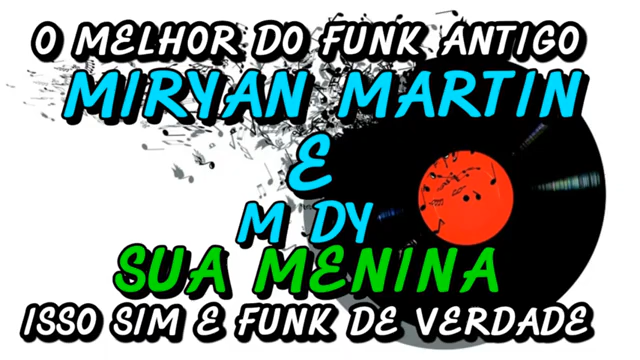 O MELHOR DO FUNK ANTIGO
MIRYAN MARTIN
E
M DY
SUA MENINA
ISSO SIM E FUNK DE VERDADE